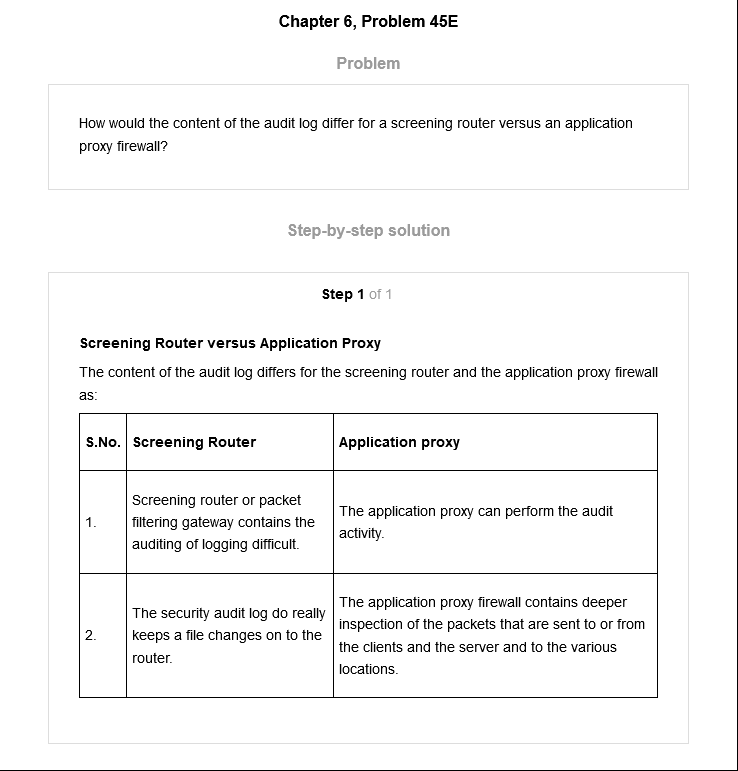 Chapter 6, Problem 45E
Problem
How would the content of the audit log differ for a screening router versus an application
proxy firewall?
Step-by-step solution
Step 1 of 1
Screening Router versus Application Proxy
The content of the audit log differs for the screening router and the application proxy firewall
as:
S.No. Screening Router Application proxy
1.
Screening router or packet
filtering gateway contains the
auditing of logging difficult.
The application proxy can perform the audit
activity.
2.
The security audit log do really
keeps a file changes on to the
router.
The application proxy firewall contains deeper
inspection of the packets that are sent to or from
the clients and the server and to the various
locations.